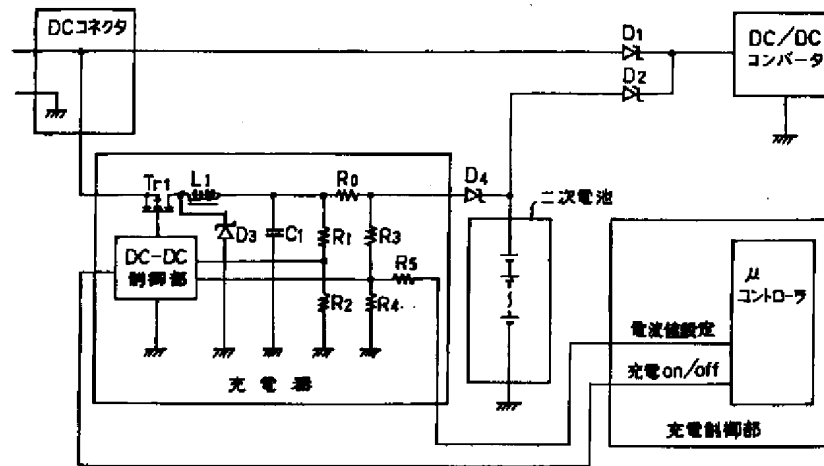 DCコネクタ
D1
DC/DC
コンバータ
D2
Tr1
L1
R0
D4
二次電池
D3
C1
R1
R3
DC-DC
制御部
R5
R2
R4
μ
コントローラ
電流値設定
充電on/off
充電器
充電制御部